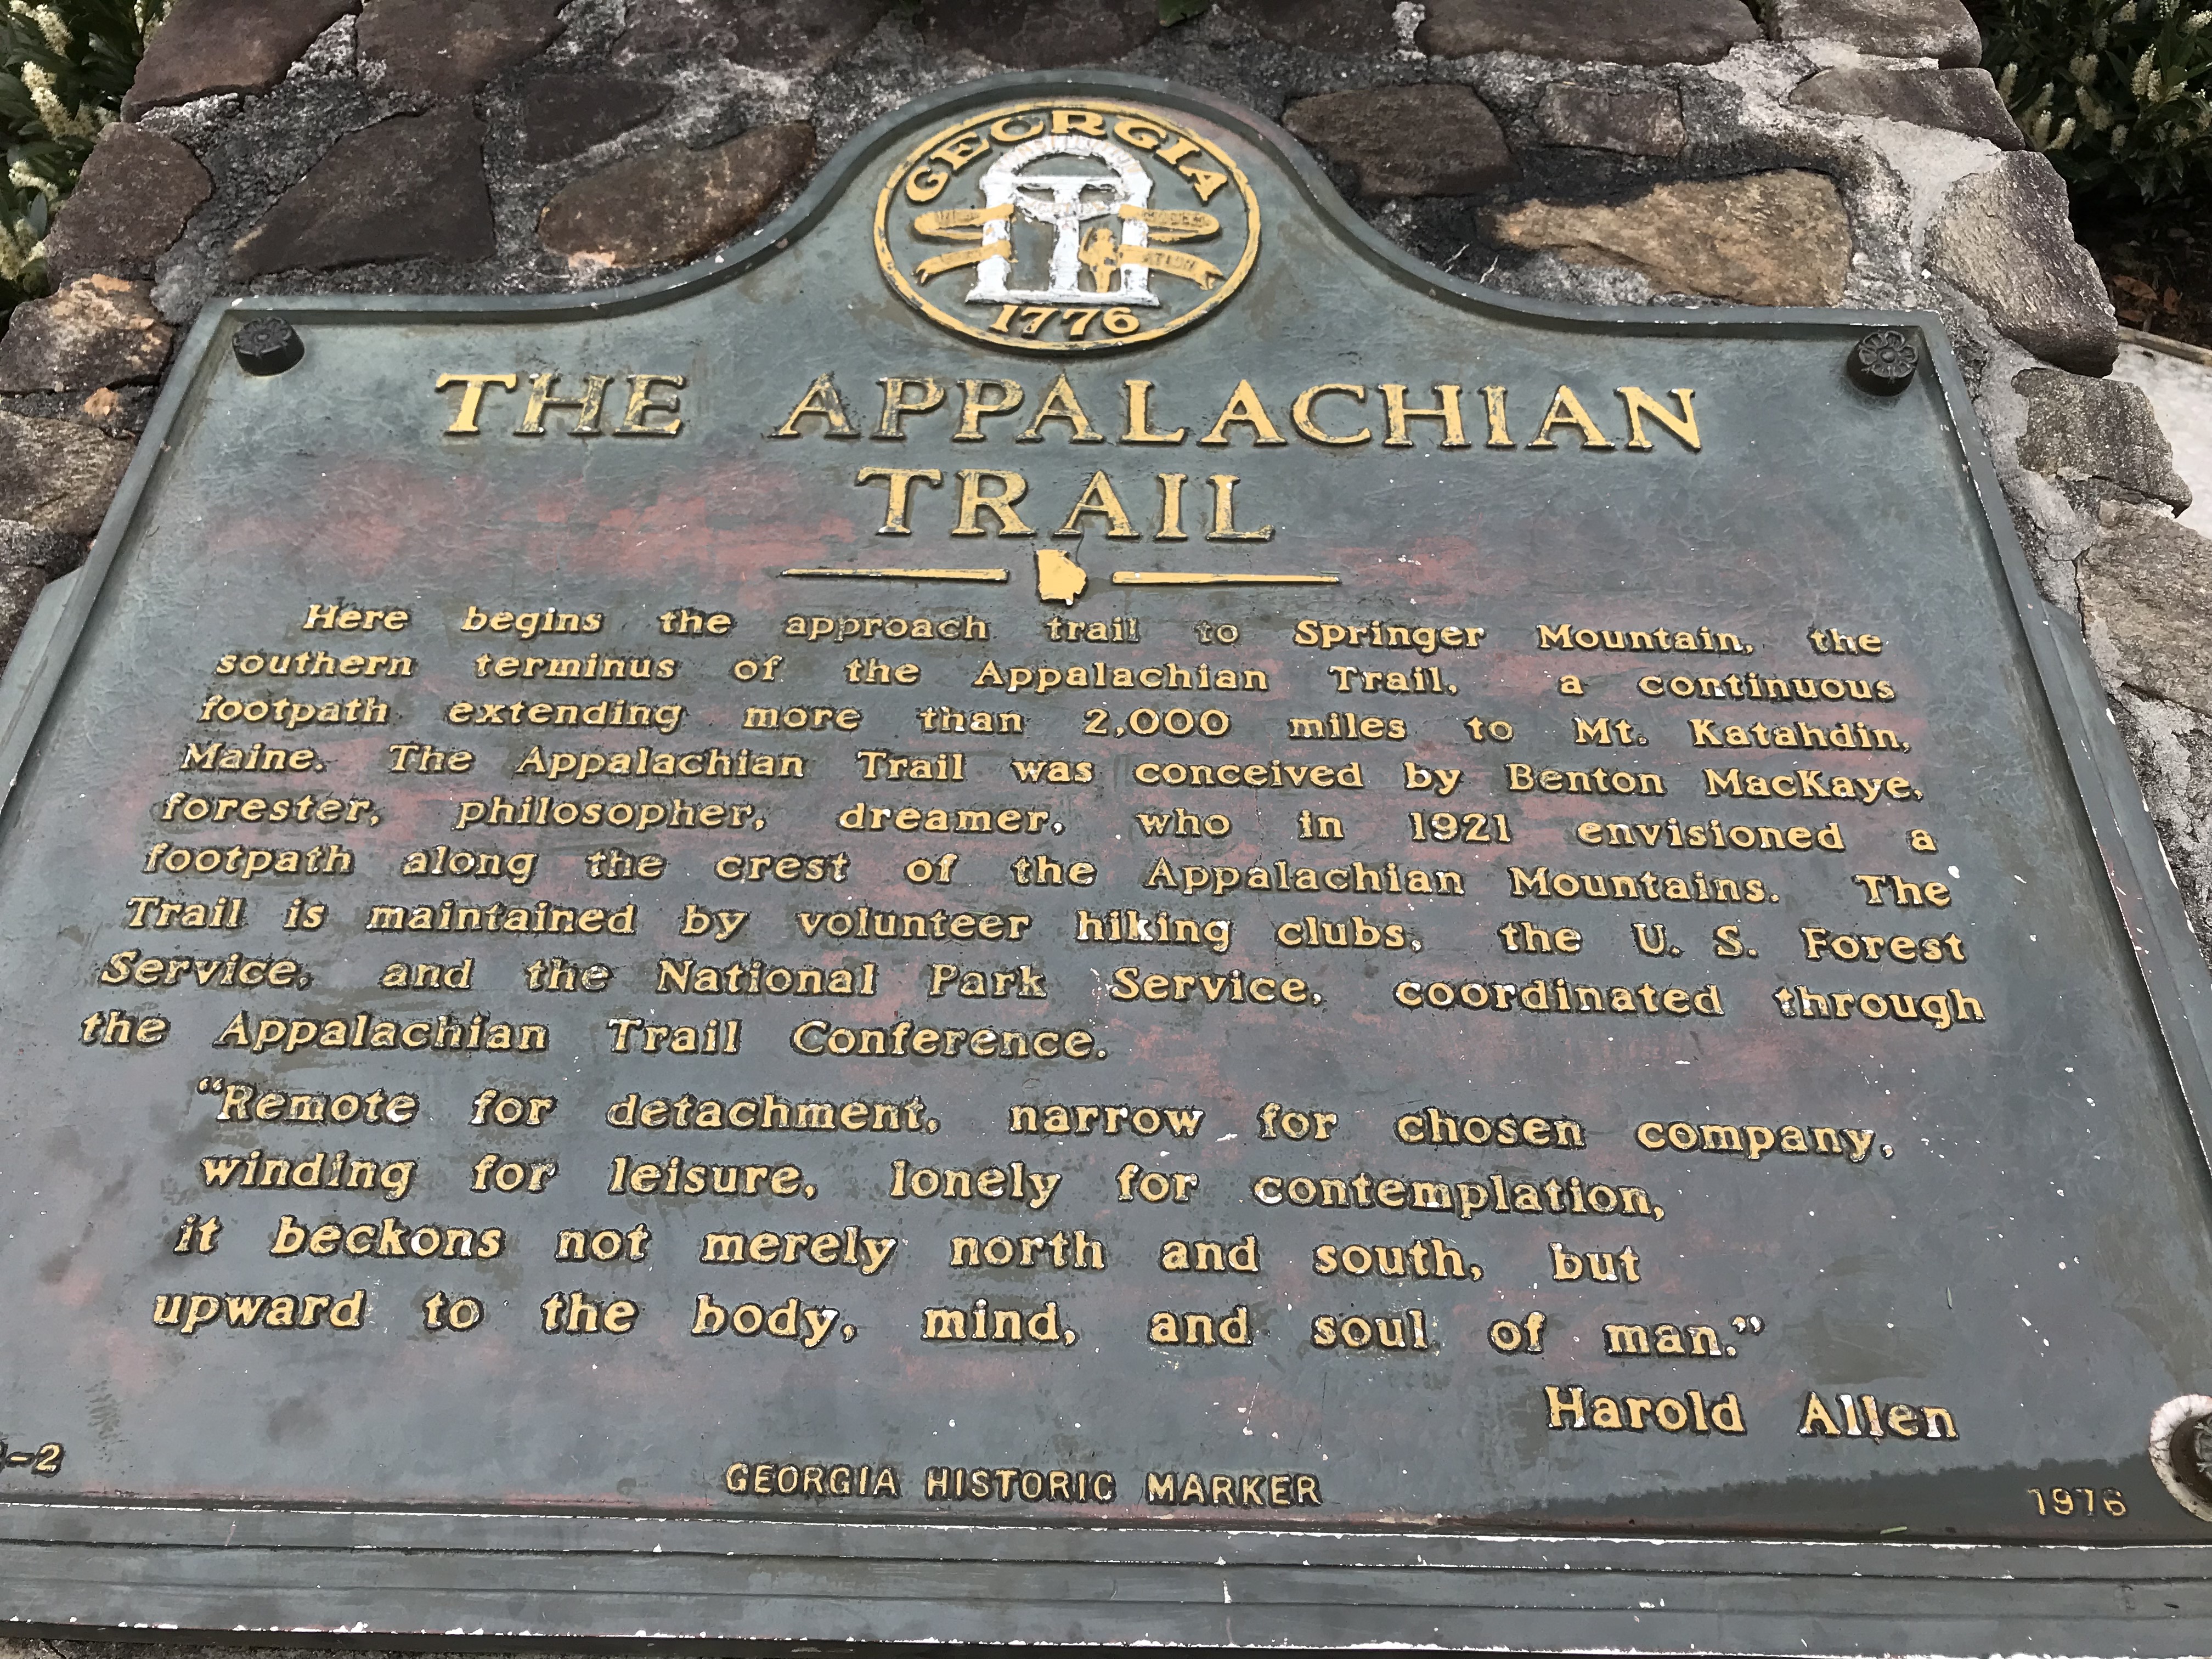 GEORGIA
1776
THE APPALACHIAN
TRAIL
Here begins the approach trail to Springer Mountain, the
southern terminus of the Appalachian Trail, a continuous
footpath extending more than 2,000 miles to Mt. Katahdin,
Maine. The Appalachian Trail was conceived by Benton MacKaye,
forester, philosopher, dreamer, who in 1921 envisioned a
footpath along the crest of the Appalachian Mountains. The
Trail is maintained by volunteer hiking clubs, the U. S. Forest
Service, and the National Park Service, coordinated through
the Appalachian Trail Conference.
“Remote for detachment, narrow for chosen company,
winding for leisure, lonely for contemplation,
it beckons not merely north and south, but
upward to the body, mind, and soul of man.”
Harold Allen
-2 GEORGIA HISTORIC MARKER 1976